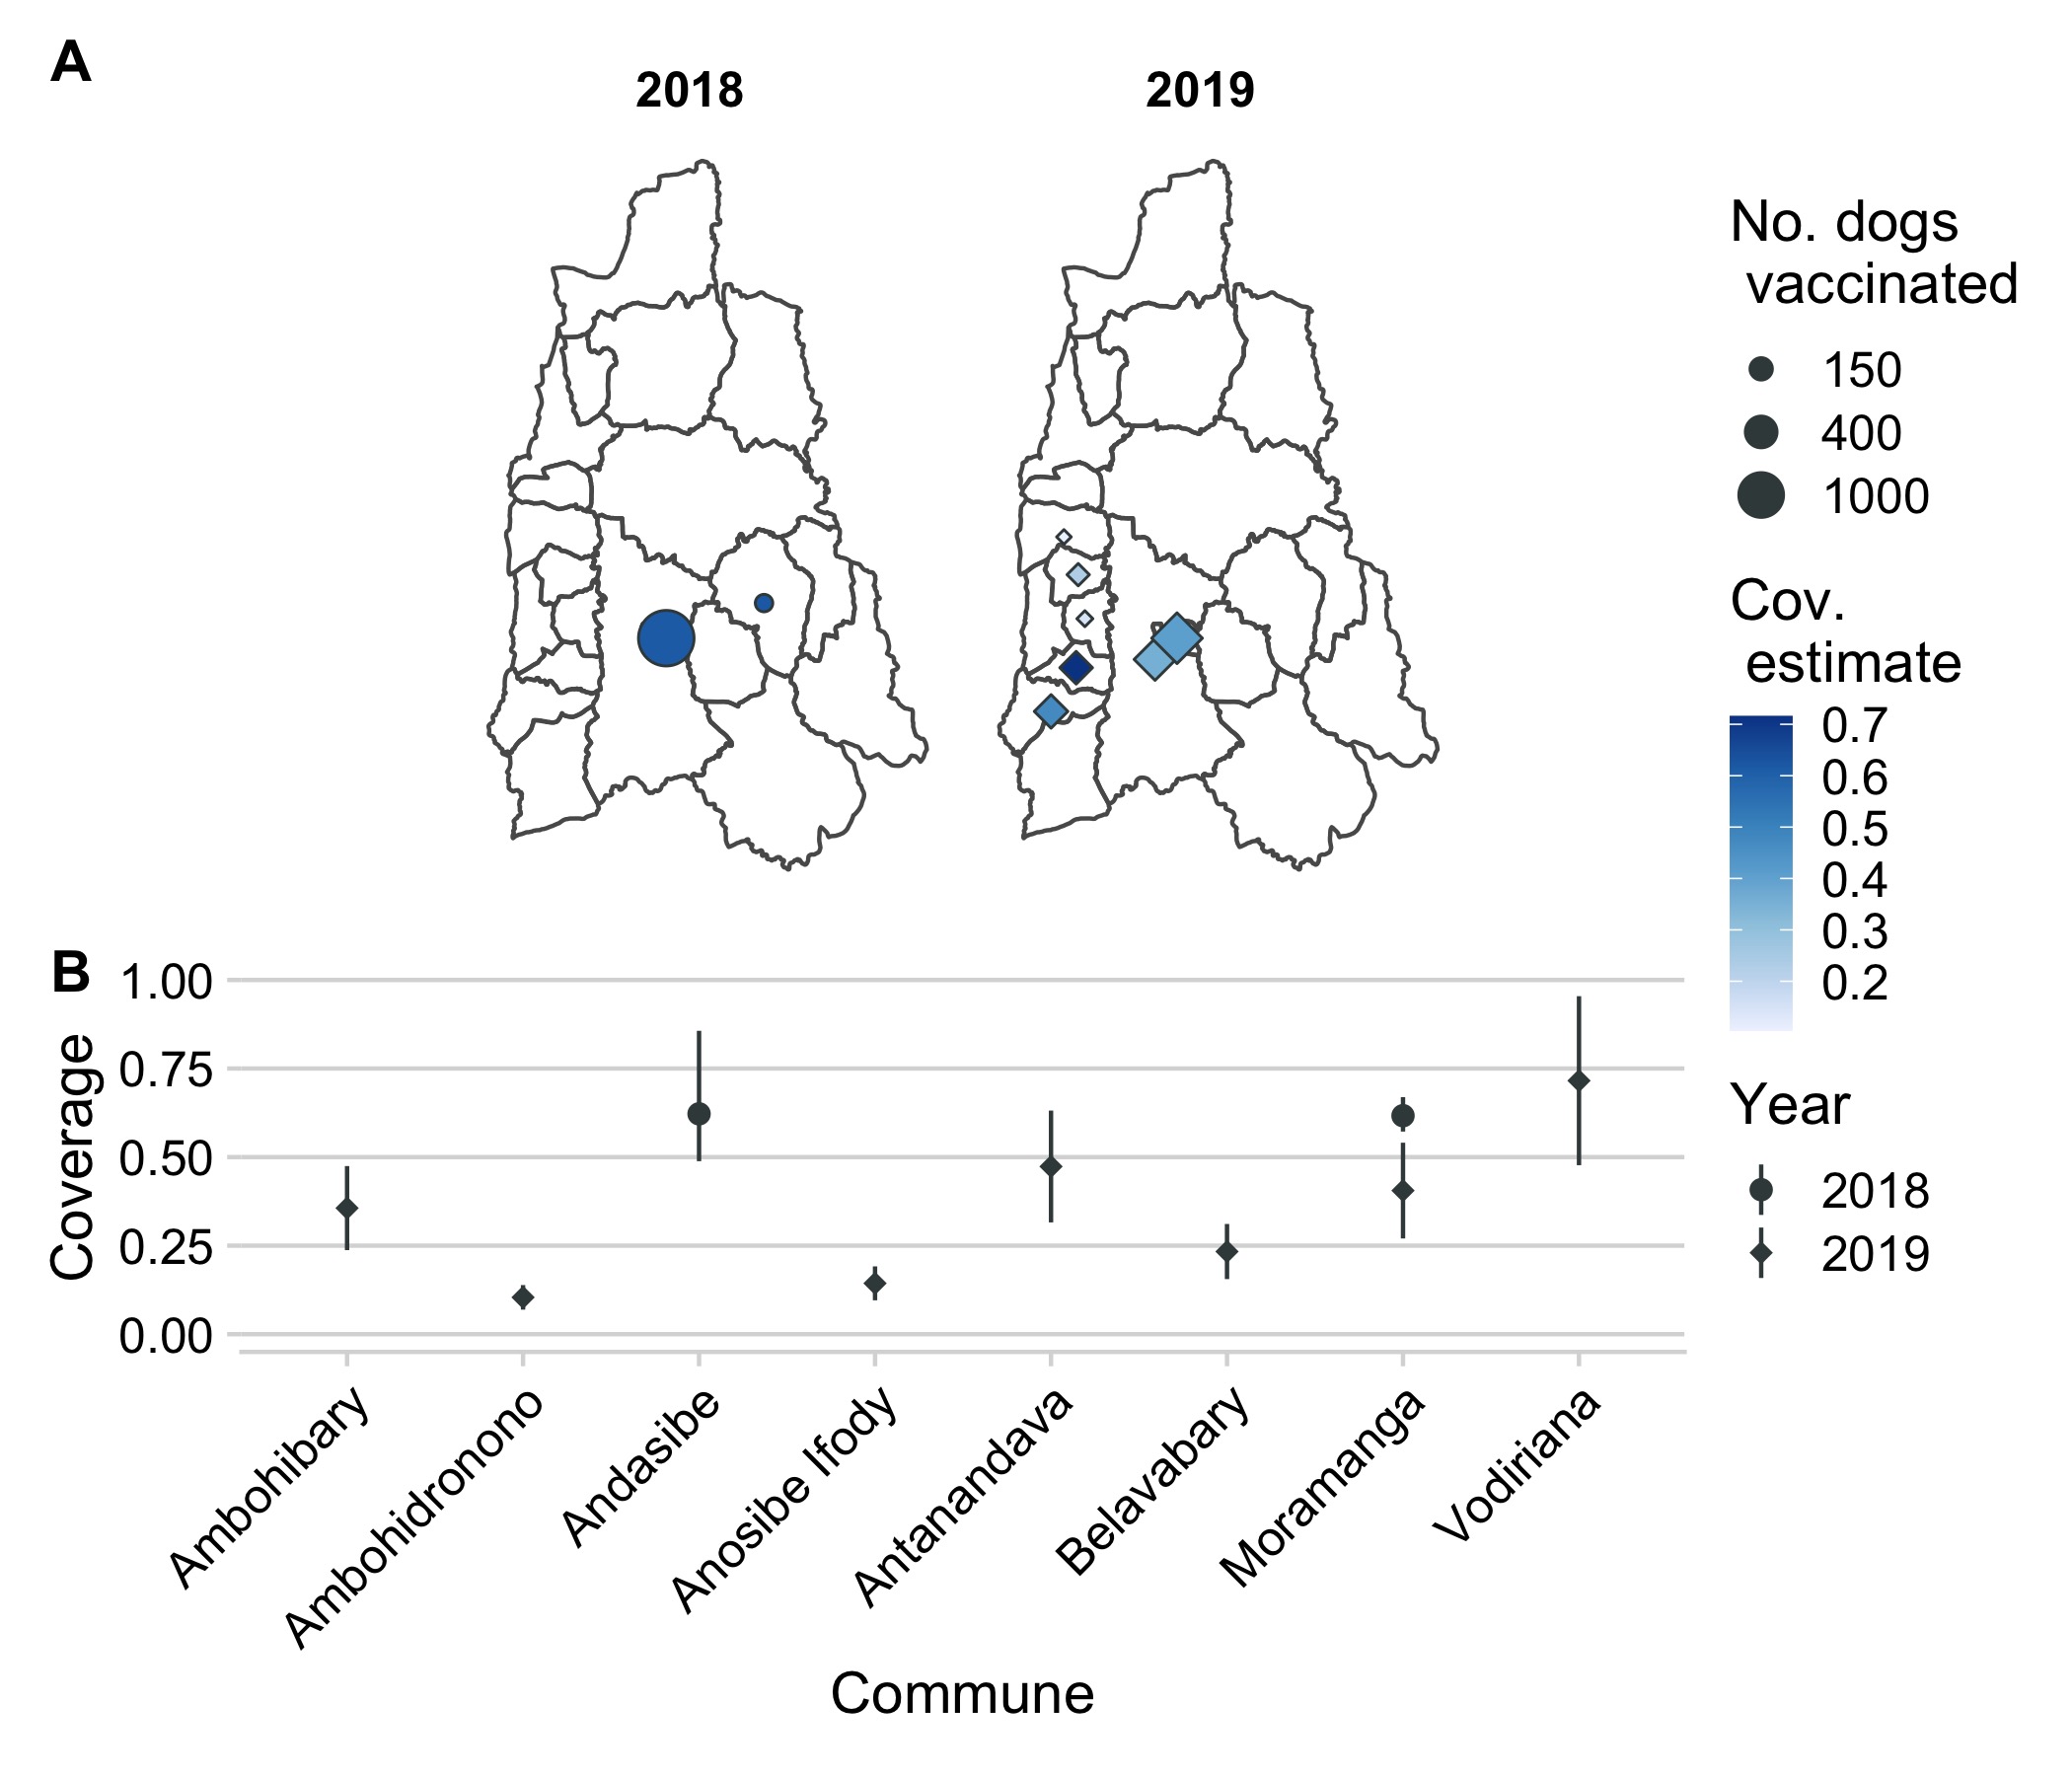 A
2018
2019
No. dogs
vaccinated
150
400
1000
Cov.
estimate
0.7
0.6
0.5
0.4
0.3
0.2
B
1.00
0.75
0.50
0.25
0.00
Coverage
Year
2018
2019
Ambohibary
Ambohidronono
Andasibe
Anosibe Ifody
Antanandava
Belavabary
Moramanga
Vodiriana
Commune